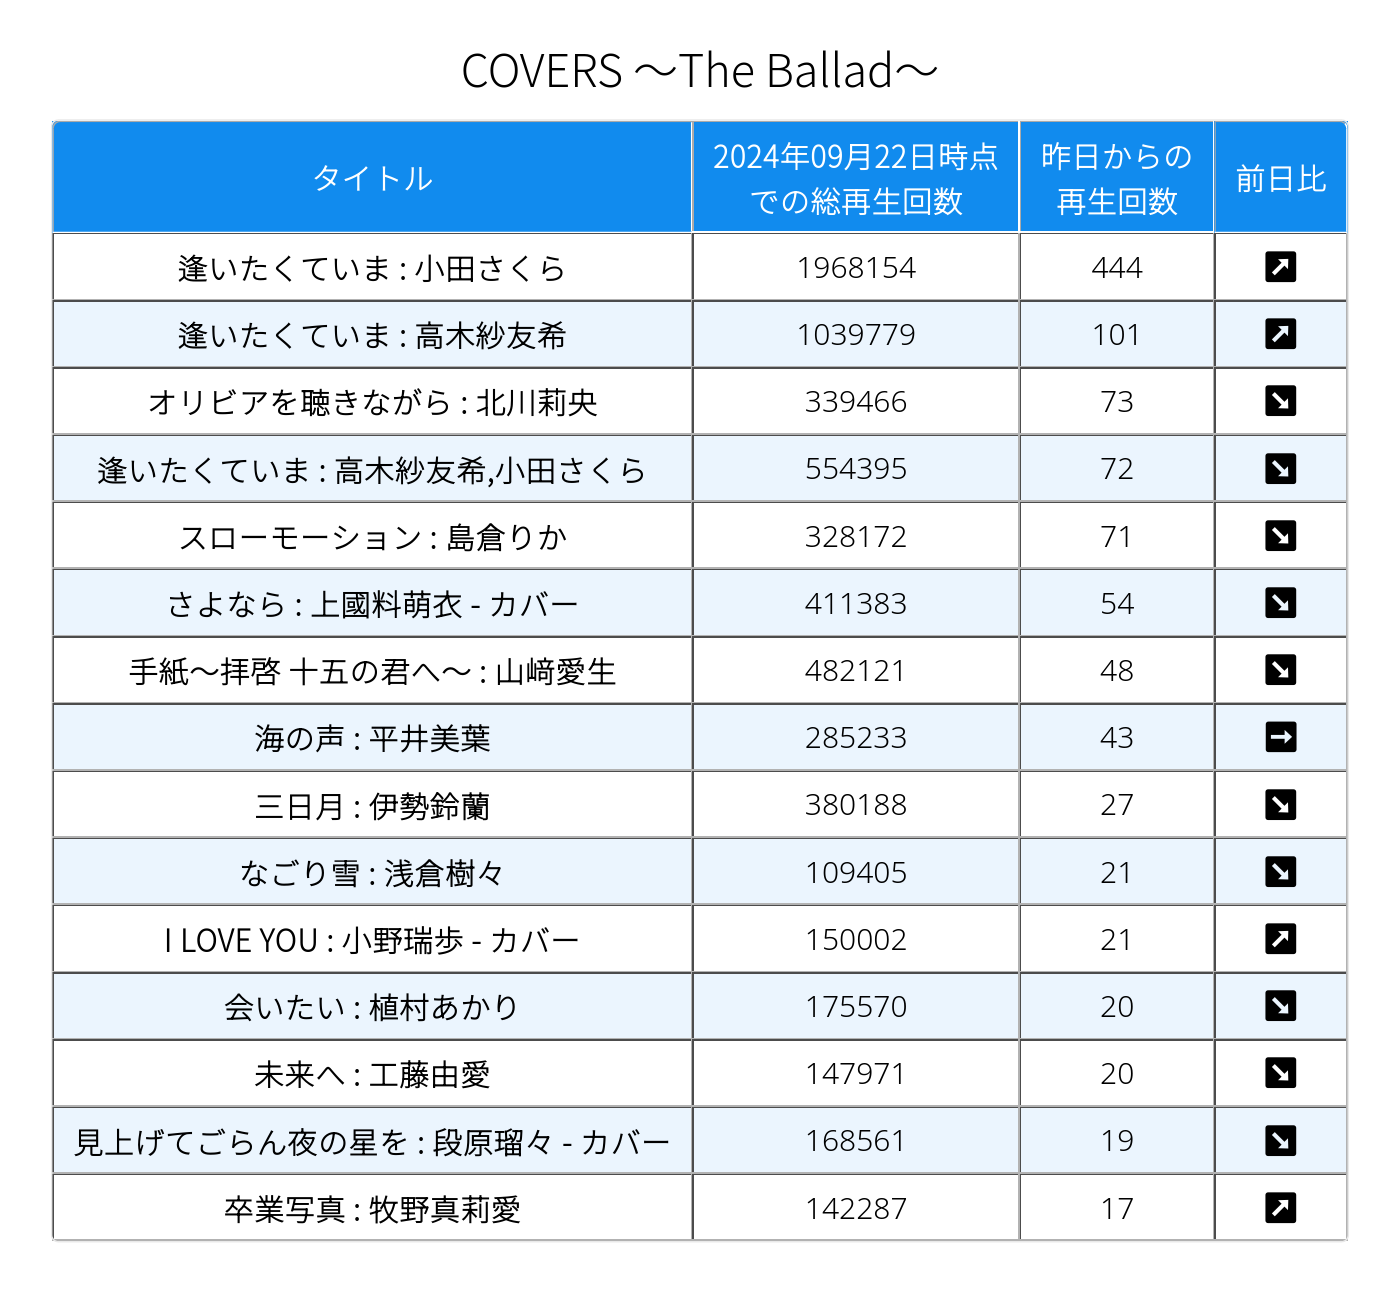 COVERS ～The Ballad～
タイトル 2024年09月22日時点での総再生回数 昨日からの再生回数 前日比
逢いたくていま : 小田さくら 1968154 444 ↗
逢いたくていま : 高木紗友希 1039779 101 ↗
オリビアを聴きながら : 北川莉央 339466 73 ↘
逢いたくていま : 高木紗友希,小田さくら 554395 72 ↘
スローモーション : 島倉りか 328172 71 ↘
さよなら : 上國料萌衣 - カバー 411383 54 ↘
手紙～拝啓 十五の君へ～ : 山﨑愛生 482121 48 ↘
海の声 : 平井美葉 285233 43 →
三日月 : 伊勢鈴蘭 380188 27 ↘
なごり雪 : 浅倉樹々 109405 21 ↘
I LOVE YOU : 小野瑞歩 - カバー 150002 21 ↗
会いたい : 植村あかり 175570 20 ↘
未来へ : 工藤由愛 147971 20 ↘
見上げてごらん夜の星を : 段原瑠々 - カバー 168561 19 ↘
卒業写真 : 牧野真莉愛 142287 17 ↗